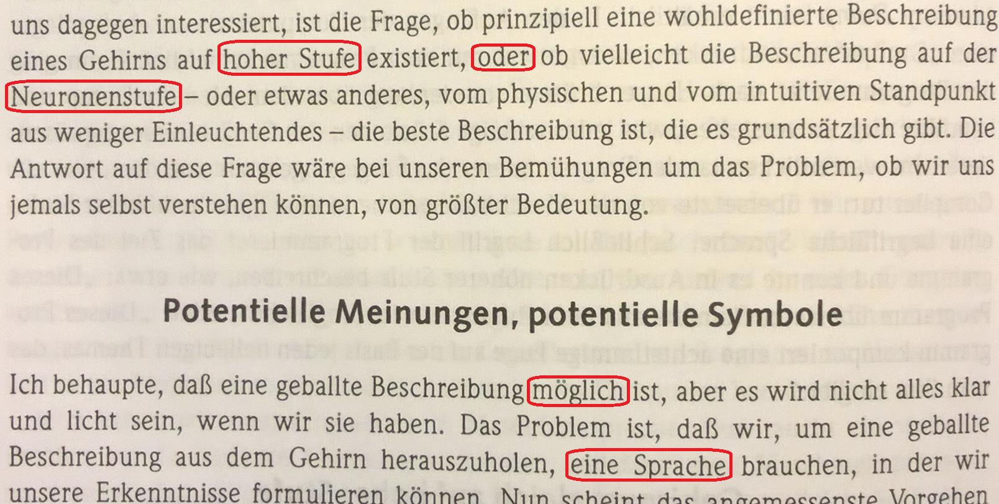 uns dagegen interessiert, ist die Frage, ob prinzipiell eine wohldefinierte Beschreibung
eines Gehirns auf hoher Stufe existiert, oder ob vielleicht die Beschreibung auf der
Neuronenstufe – oder etwas anderes, vom physischen und vom intuitiven Standpunkt
aus weniger Einleuchtendes – die beste Beschreibung ist, die es grundsätzlich gibt. Die
Antwort auf diese Frage wäre bei unseren Bemühungen um das Problem, ob wir uns
jemals selbst verstehen können, von größter Bedeutung.
Potentielle Meinungen, potentielle Symbole
Ich behaupte, daß eine geballte Beschreibung möglich ist, aber es wird nicht alles klar
und licht sein, wenn wir sie haben. Das Problem ist, daß wir, um eine geballte
Beschreibung aus dem Gehirn herauszuholen, eine Sprache brauchen, in der wir
unsere Erkenntnisse formulieren können. Nun scheint das angemessenste Vorgehen